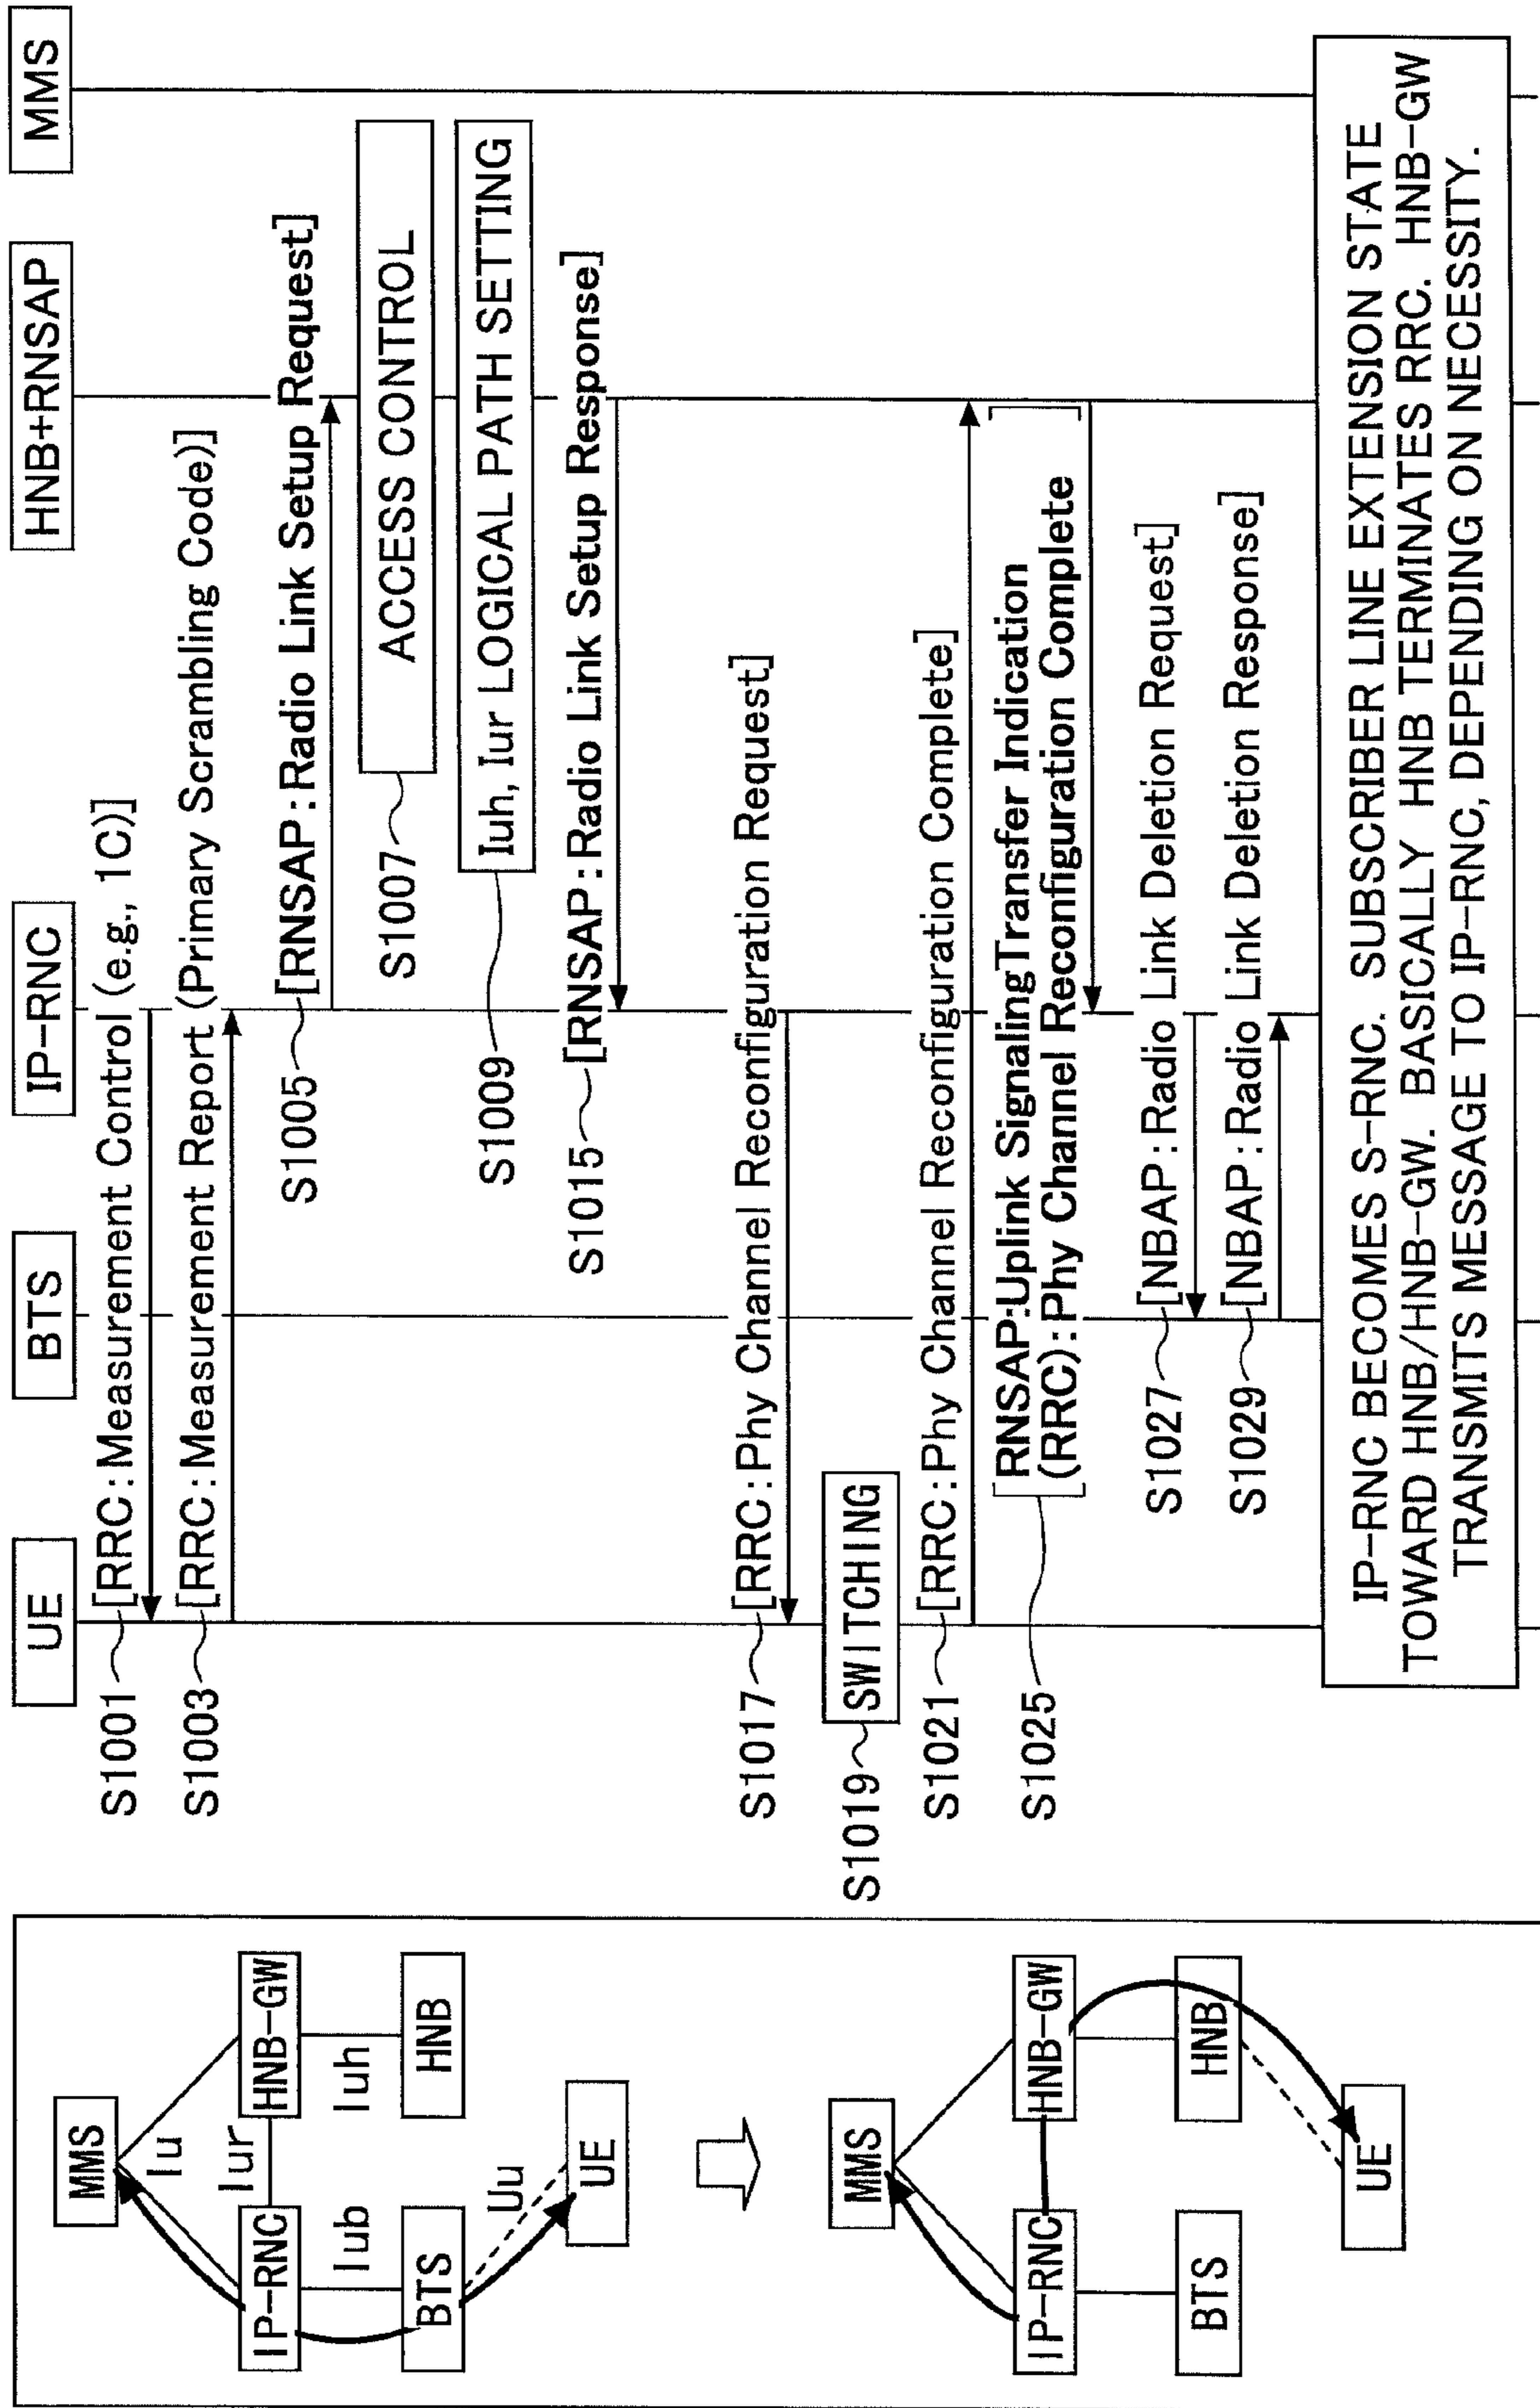 MMS
Iu
Iur
IP-RNC
HNB-GW
Iub
Iuh
BTS
HNB
Uu
UE
MMS
IP-RNC
HNB-GW
BTS
HNB
UE
UE
BTS
IP-RNC
HNB+RNSAP
MMS
S1001 [RRC:Measurement Control (e.g., 1C)]
S1003 [RRC:Measurement Report (Primary Scrambling Code)]
S1005 [RNSAP:Radio Link Setup Request]
S1007 ACCESS CONTROL
S1009 Iuh, Iur LOGICAL PATH SETTING
S1015 [RNSAP:Radio Link Setup Response]
S1017 [RRC:Phy Channel Reconfiguration Request]
S1019 SWITCHING
S1021 [RRC:Phy Channel Reconfiguration Complete]
S1025 [RNSAP:Uplink SignalingTransfer Indication
(RRC):Phy Channel Reconfiguration Complete]
S1027 [NBAP:Radio Link Deletion Request]
S1029 [NBAP:Radio Link Deletion Response]
IP-RNC BECOMES S-RNC. SUBSCRIBER LINE EXTENSION STATE
TOWARD HNB/HNB-GW. BASICALLY HNB TERMINATES RRC. HNB-GW
TRANSMITS MESSAGE TO IP-RNC, DEPENDING ON NECESSITY.